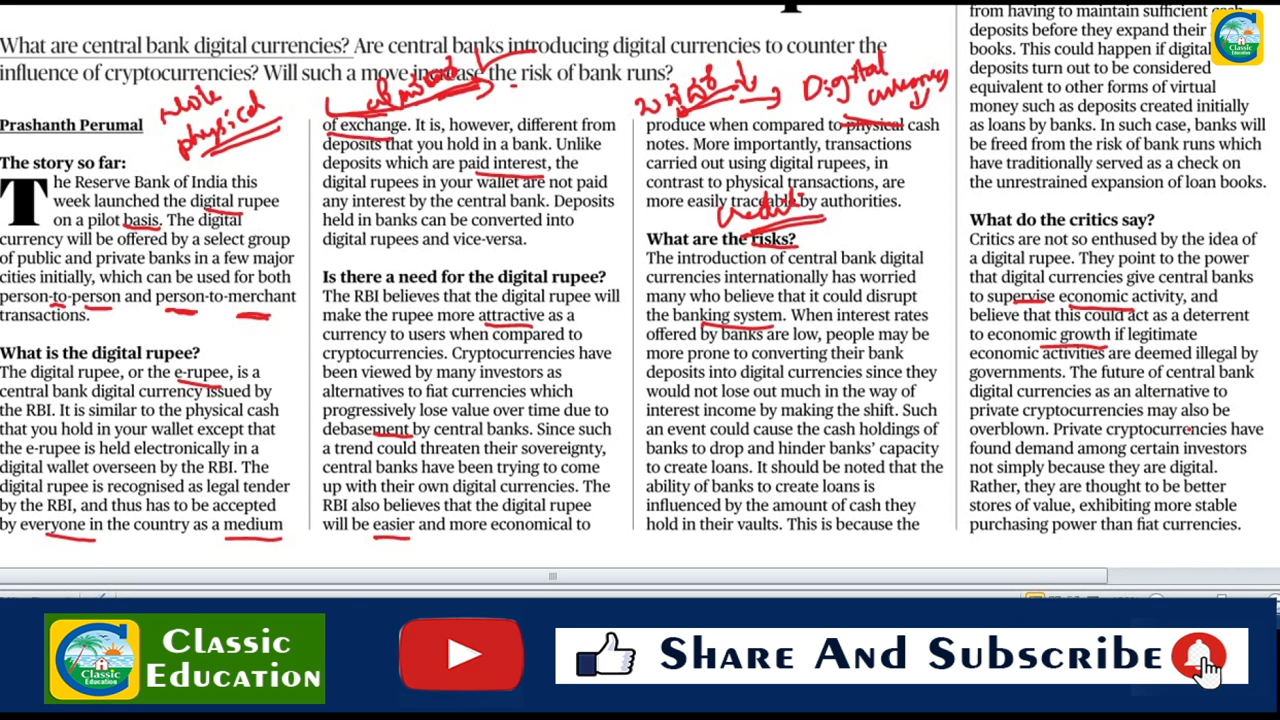 What are central bank digital currencies? Are central banks introducing digital currencies to counter the
influence of cryptocurrencies? Will such a move increase the risk of bank runs?
Note
physical
Prashanth Perumal
The story so far:
The Reserve Bank of India this
week launched the digital rupee
on a pilot basis. The digital
currency will be offered by a select group
of public and private banks in a few major
cities initially, which can be used for both
person-to-person and person-to-merchant
transactions.
What is the digital rupee?
The digital rupee, or the e-rupee, is a
central bank digital currency issued by
the RBI. It is similar to the physical cash
that you hold in your wallet except that
the e-rupee is held electronically in a
digital wallet overseen by the RBI. The
digital rupee is recognised as legal tender
by the RBI, and thus has to be accepted
by everyone in the country as a medium
of exchange. It is, however, different from
deposits that you hold in a bank. Unlike
deposits which are paid interest, the
digital rupees in your wallet are not paid
any interest by the central bank. Deposits
held in banks can be converted into
digital rupees and vice-versa.
Is there a need for the digital rupee?
The RBI believes that the digital rupee will
make the rupee more attractive as a
currency to users when compared to
cryptocurrencies. Cryptocurrencies have
been viewed by many investors as
alternatives to fiat currencies which
progressively lose value over time due to
debasement by central banks. Since such
a trend could threaten their sovereignty,
central banks have been trying to come
up with their own digital currencies. The
RBI also believes that the digital rupee
will be easier and more economical to
Digital
currency
produce when compared to physical cash
notes. More importantly, transactions
carried out using digital rupees, in
contrast to physical transactions, are
more easily traceable by authorities.
credit
What are the risks?
The introduction of central bank digital
currencies internationally has worried
many who believe that it could disrupt
the banking system. When interest rates
offered by banks are low, people may be
more prone to converting their bank
deposits into digital currencies since they
would not lose out much in the way of
interest income by making the shift. Such
an event could cause the cash holdings of
banks to drop and hinder banks' capacity
to create loans. It should be noted that the
ability of banks to create loans is
influenced by the amount of cash they
hold in their vaults. This is because the
from having to maintain sufficient cash
deposits before they expand their
books. This could happen if digital
deposits turn out to be considered
equivalent to other forms of virtual
money such as deposits created initially
as loans by banks. In such case, banks will
be freed from the risk of bank runs which
have traditionally served as a check on
the unrestrained expansion of loan books.
What do the critics say?
Critics are not so enthused by the idea of
a digital rupee. They point to the power
that digital currencies give central banks
to supervise economic activity, and
believe that this could act as a deterrent
to economic growth if legitimate
economic activities are deemed illegal by
governments. The future of central bank
digital currencies as an alternative to
private cryptocurrencies may also be
overblown. Private cryptocurrencies have
found demand among certain investors
not simply because they are digital.
Rather, they are thought to be better
stores of value, exhibiting more stable
purchasing power than fiat currencies.
Classic
Education
Classic
Education
CLASSIC
EDUCATION
SHARE AND SUBSCRIBE